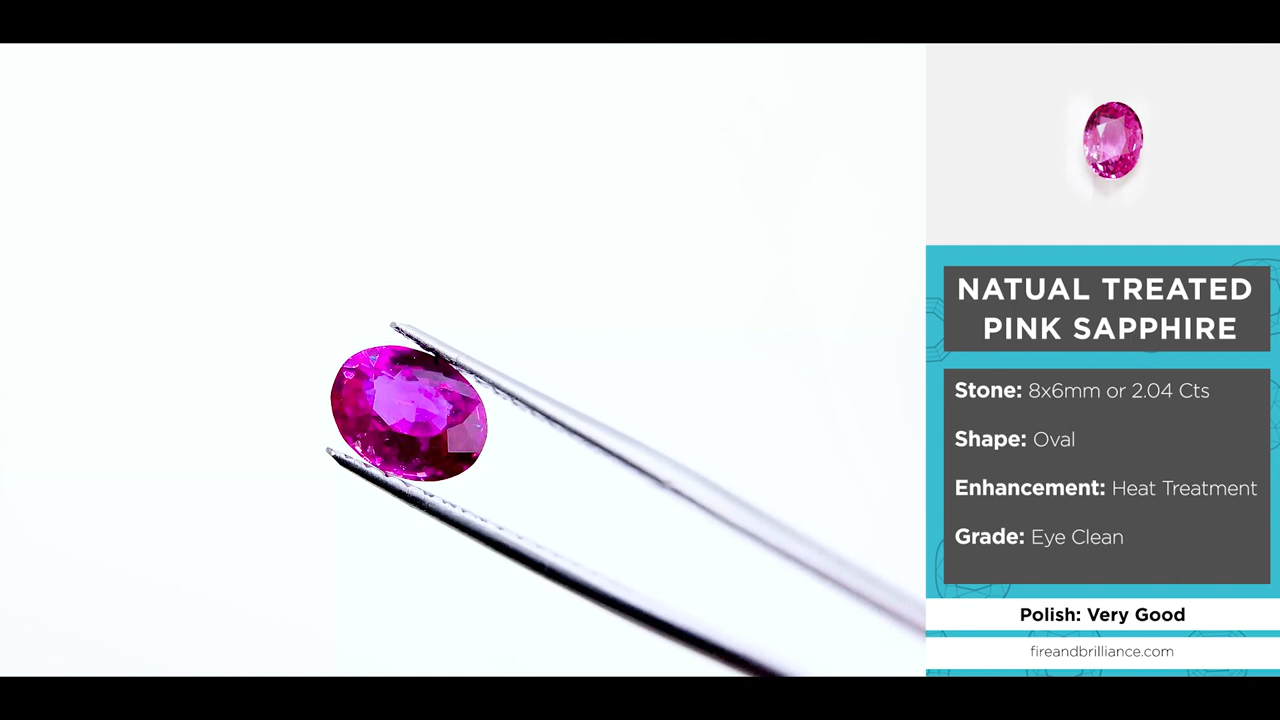 NATUAL TREATED
PINK SAPPHIRE
Stone: 8x6mm or 2.04 Cts
Shape: Oval
Enhancement: Heat Treatment
Grade: Eye Clean
Polish: Very Good
fireandbrilliance.com